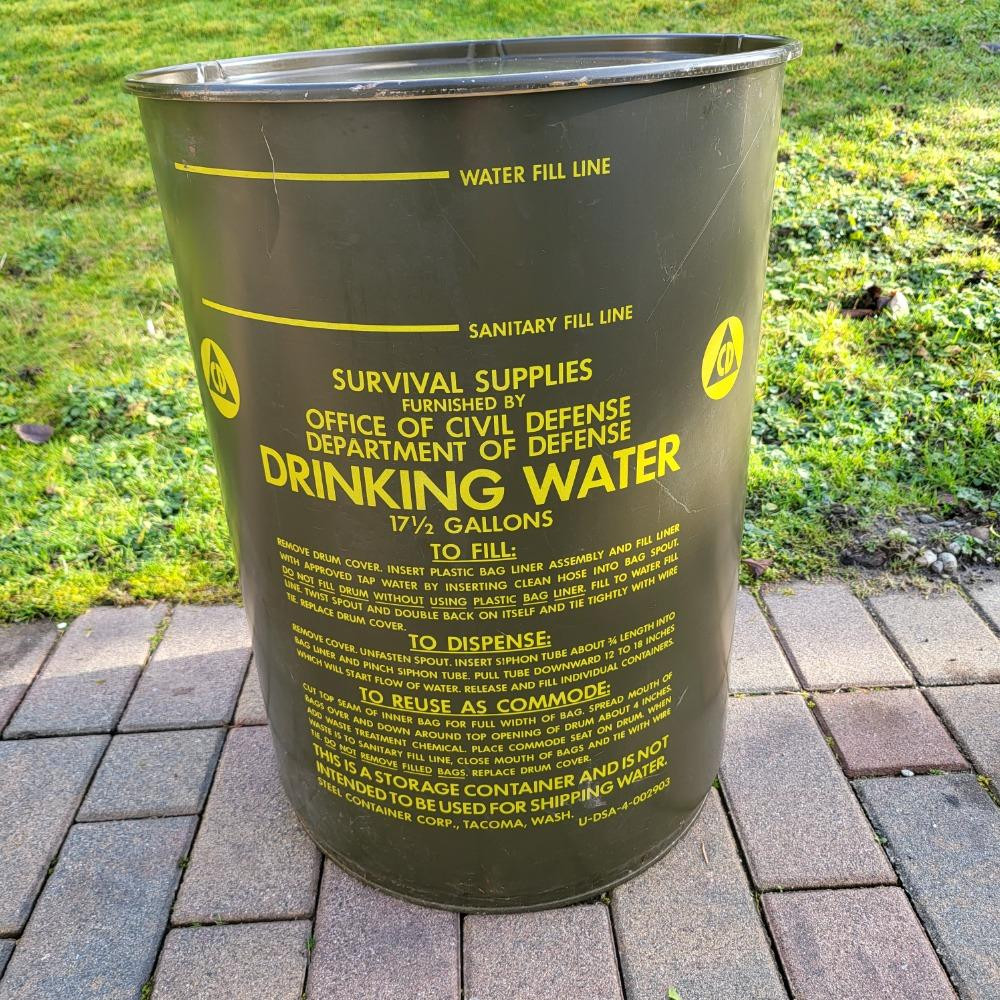 WATER FILL LINE
SANITARY FILL LINE
CD
CD
SURVIVAL SUPPLIES
FURNISHED BY
OFFICE OF CIVIL DEFENSE
DEPARTMENT OF DEFENSE
DRINKING WATER
17½ GALLONS
TO FILL:
REMOVE DRUM COVER. INSERT PLASTIC BAG LINER ASSEMBLY AND FILL LINER
WITH APPROVED TAP WATER BY INSERTING CLEAN HOSE INTO BAG SPOUT.
DO NOT FILL DRUM WITHOUT USING PLASTIC BAG LINER. FILL TO WATER FILL
LINE. TWIST SPOUT AND DOUBLE BACK ON ITSELF AND TIE TIGHTLY WITH WIRE
TIE. REPLACE DRUM COVER.
TO DISPENSE:
REMOVE COVER. UNFASTEN SPOUT. INSERT SIPHON TUBE ABOUT ¾ LENGTH INTO
BAG LINER AND PINCH SIPHON TUBE. PULL TUBE DOWNWARD 12 TO 18 INCHES
WHICH WILL START FLOW OF WATER. RELEASE AND FILL INDIVIDUAL CONTAINERS.
TO REUSE AS COMMODE:
CUT TOP SEAM OF INNER BAG FOR FULL WIDTH OF BAG. SPREAD MOUTH OF
BAGS OVER AND DOWN AROUND TOP OPENING OF DRUM ABOUT 4 INCHES.
ADD WASTE TREATMENT CHEMICAL. PLACE COMMODE SEAT ON DRUM. WHEN
WASTE IS TO SANITARY FILL LINE, CLOSE MOUTH OF BAGS AND TIE WITH WIRE
TIE. DO NOT REMOVE FILLED BAGS. REPLACE DRUM COVER.
THIS IS A STORAGE CONTAINER AND IS NOT
INTENDED TO BE USED FOR SHIPPING WATER.
STEEL CONTAINER CORP., TACOMA, WASH. U-DSA-4-002903